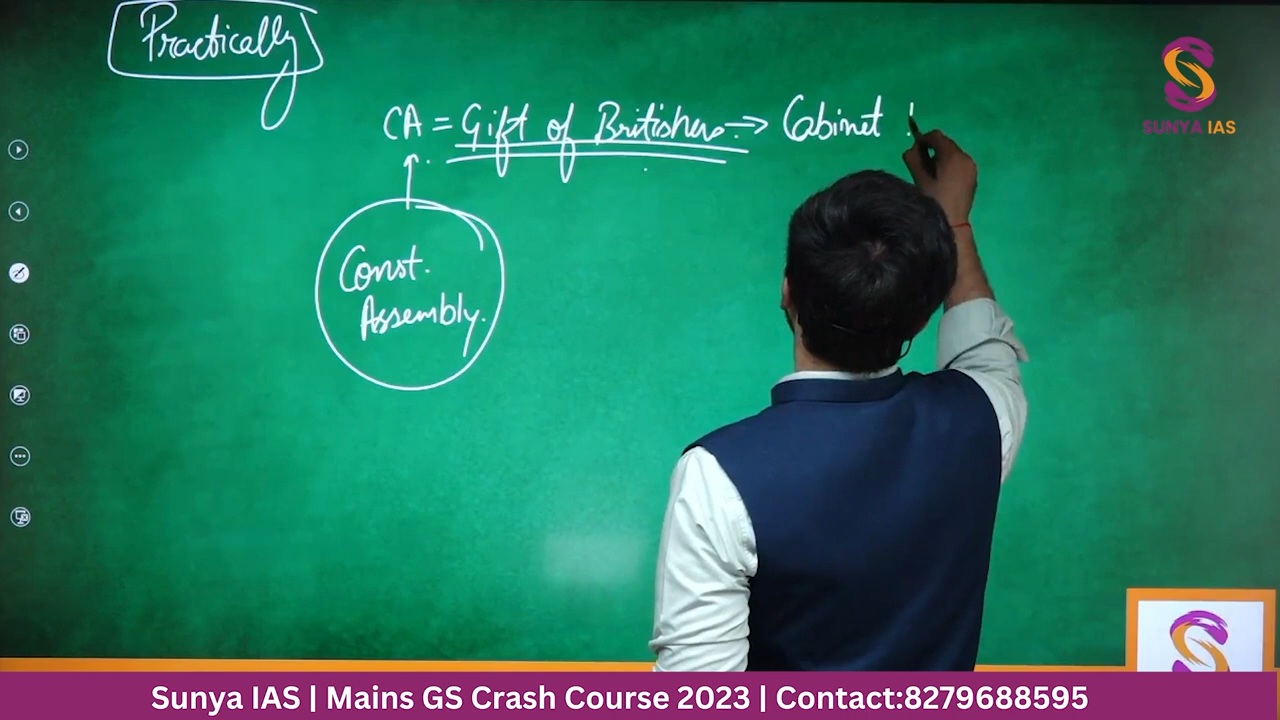 Practically
CA = Gift of Britishers → Cabinet
Const.
Assembly.
SUNYA IAS
Sunya IAS | Mains GS Crash Course 2023 | Contact:8279688595